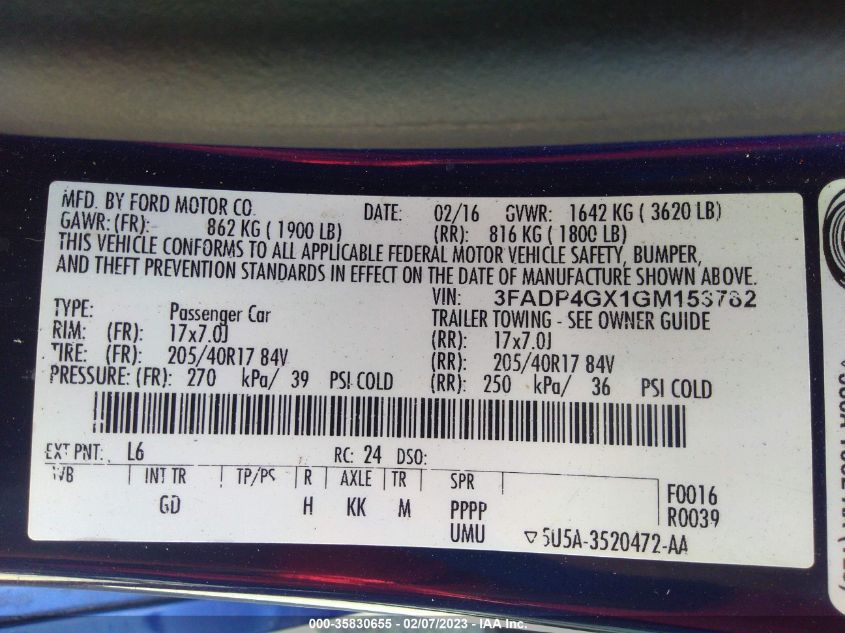 MFD. BY FORD MOTOR CO.
DATE: 02/16 GVWR: 1642 KG ( 3620 LB)
GAWR: (FR): 862 KG ( 1900 LB) (RR): 816 KG ( 1800 LB)
THIS VEHICLE CONFORMS TO ALL APPLICABLE FEDERAL MOTOR VEHICLE SAFETY, BUMPER,
AND THEFT PREVENTION STANDARDS IN EFFECT ON THE DATE OF MANUFACTURE SHOWN ABOVE.
VIN: 3FADP4GX1GM153762
TYPE: Passenger Car TRAILER TOWING - SEE OWNER GUIDE
RIM: (FR): 17x7.0J (RR): 17x7.0J
TIRE: (FR): 205/40R17 84V (RR): 205/40R17 84V
PRESSURE: (FR): 270 kPa/ 39 PSI COLD (RR): 250 kPa/ 36 PSI COLD
EXT PNT: L6 RC: 24 DSO:
WB INT TR TP/PS R AXLE TR SPR F0016
GD H KK M PPPP R0039
UMU ▽5U5A-3520472-AA
000-35830655 - 02/07/2023 - IAA Inc.